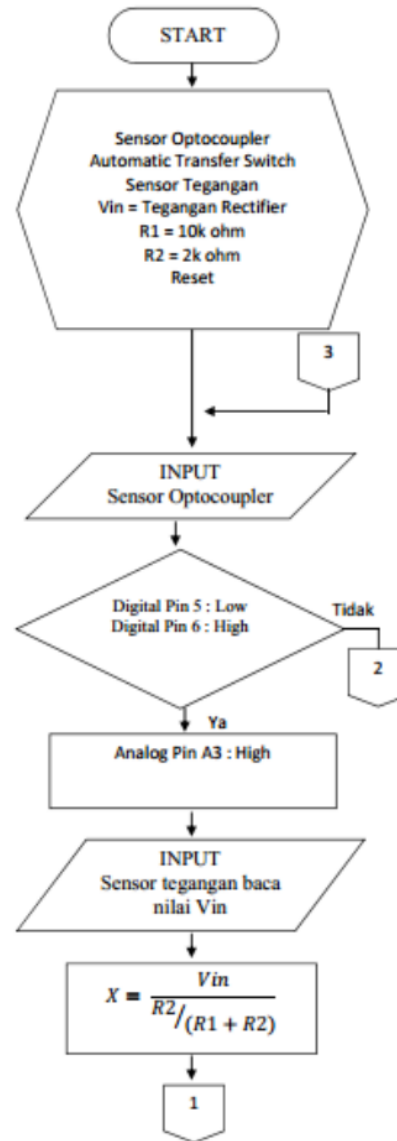 START
Sensor Optocoupler
Automatic Transfer Switch
Sensor Tegangan
Vin = Tegangan Rectifier
R1 = 10k ohm
R2 = 2k ohm
Reset
3
INPUT
Sensor Optocoupler
Digital Pin 5 : Low
Digital Pin 6 : High
Tidak
2
Ya
Analog Pin A3 : High
INPUT
Sensor tegangan baca
nilai Vin
X = Vin
R2/(R1 + R2)
1